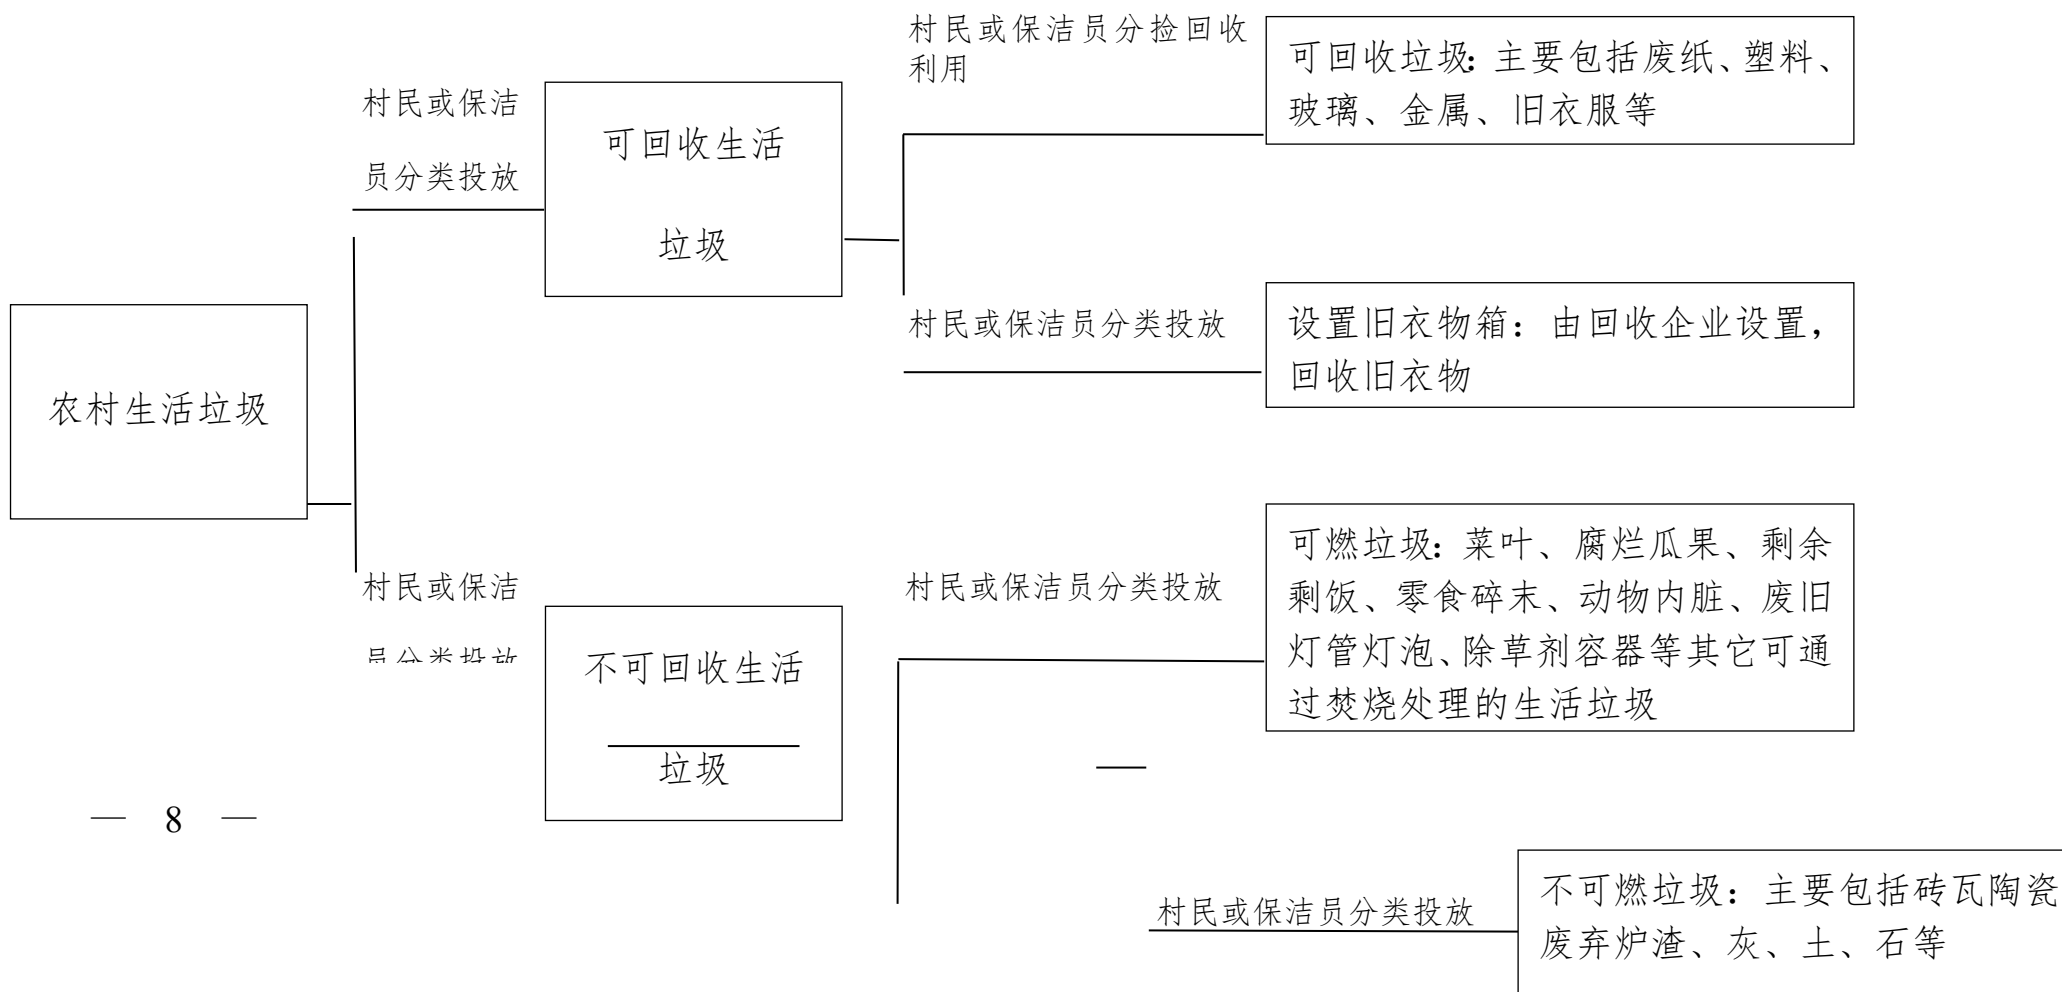 村民或保洁员分捡回收
利用
可回收垃圾：主要包括废纸、塑料、
玻璃、金属、旧衣服等
村民或保洁
员分类投放
可回收生活
垃圾
村民或保洁员分类投放
设置旧衣物箱：由回收企业设置，
回收旧衣物
农村生活垃圾
村民或保洁
员分类投放
不可回收生活
垃圾
村民或保洁员分类投放
可燃垃圾：菜叶、腐烂瓜果、剩余
剩饭、零食碎末、动物内脏、废旧
灯管灯泡、除草剂容器等其它可通
过焚烧处理的生活垃圾
— 8 —
村民或保洁员分类投放
不可燃垃圾：主要包括砖瓦陶瓷
废弃炉渣、灰、土、石等